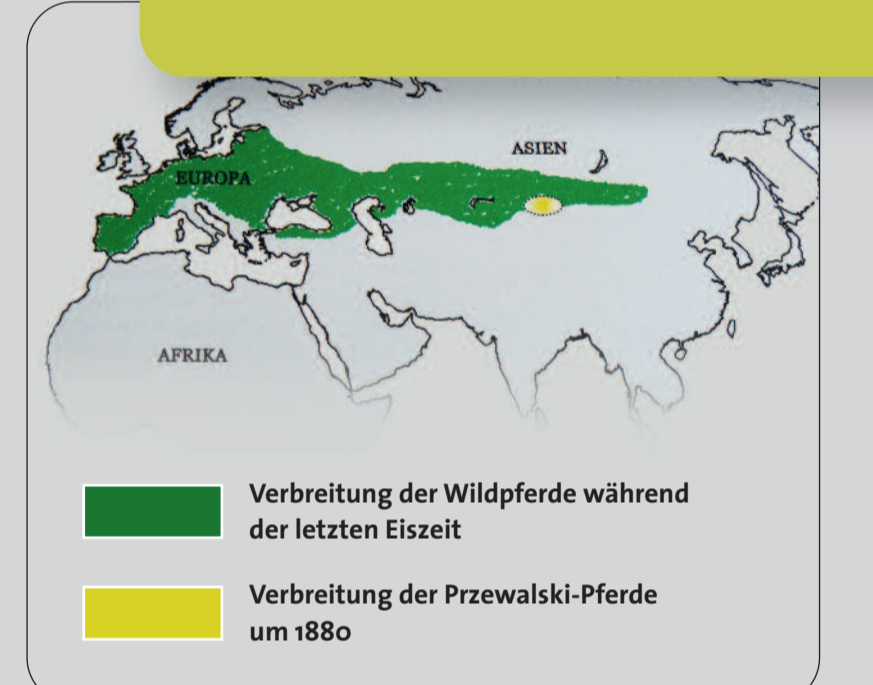 ASIEN
EUROPA
AFRIKA
Verbreitung der Wildpferde während
der letzten Eiszeit
Verbreitung der Przewalski-Pferde
um 1880